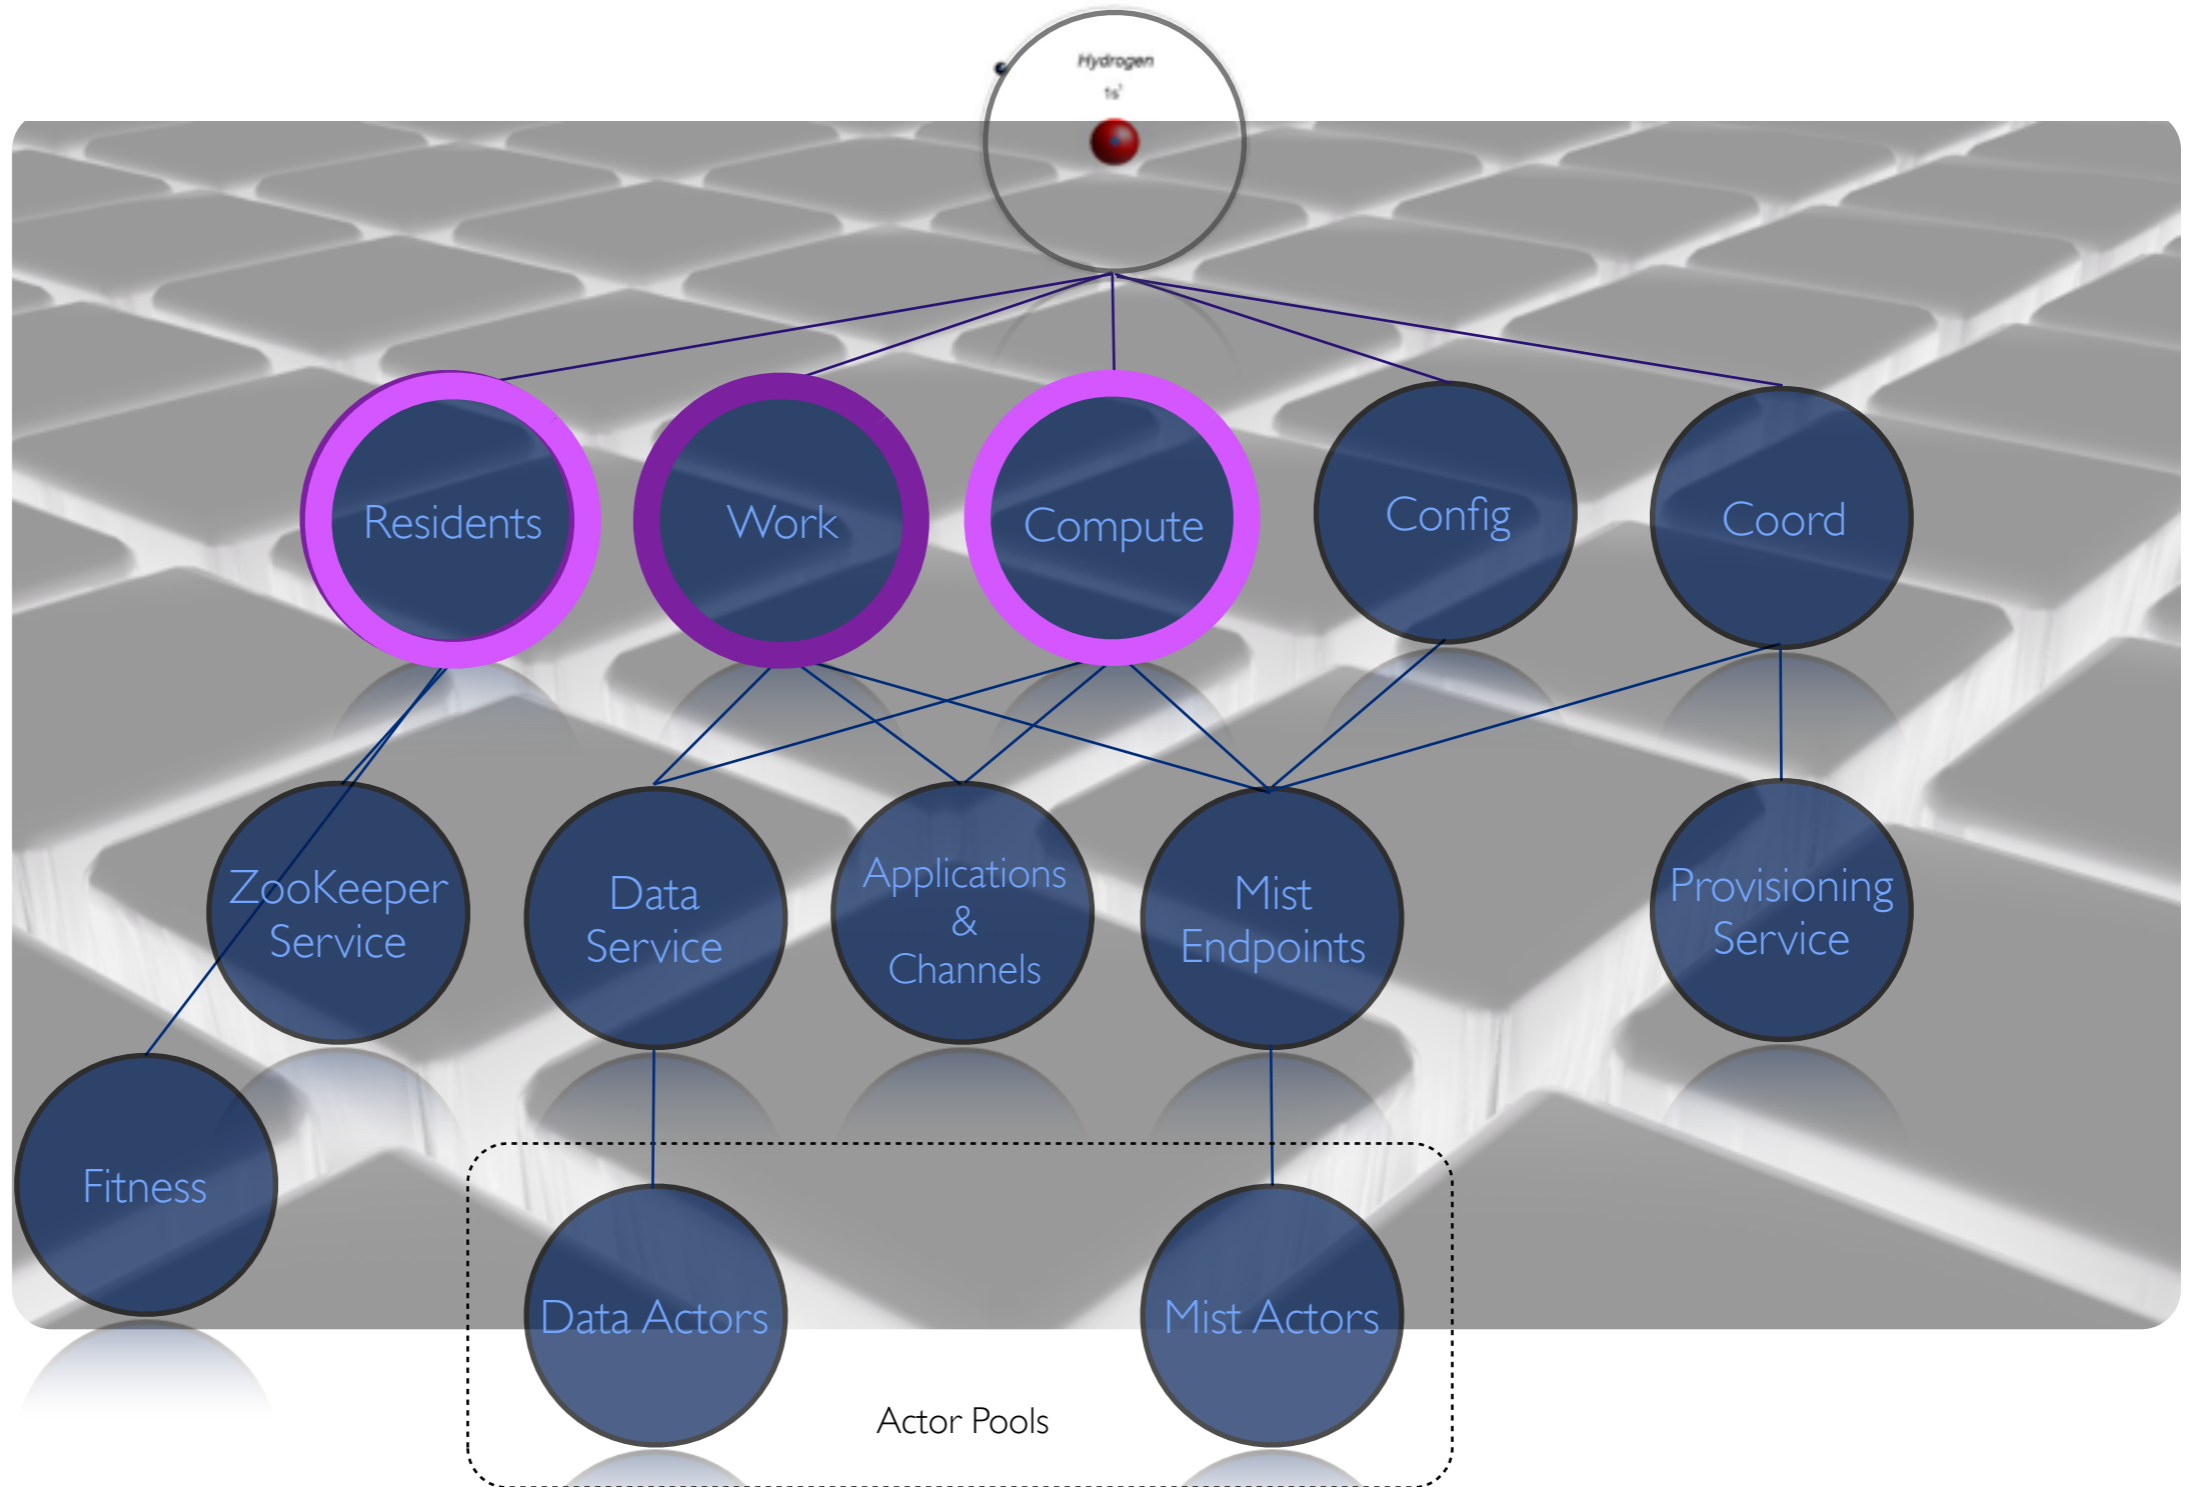 Hydrogen
1s¹
Residents
Work
Compute
Config
Coord
ZooKeeper
Service
Data
Service
Applications
&
Channels
Mist
Endpoints
Provisioning
Service
Fitness
Data Actors
Mist Actors
Actor Pools